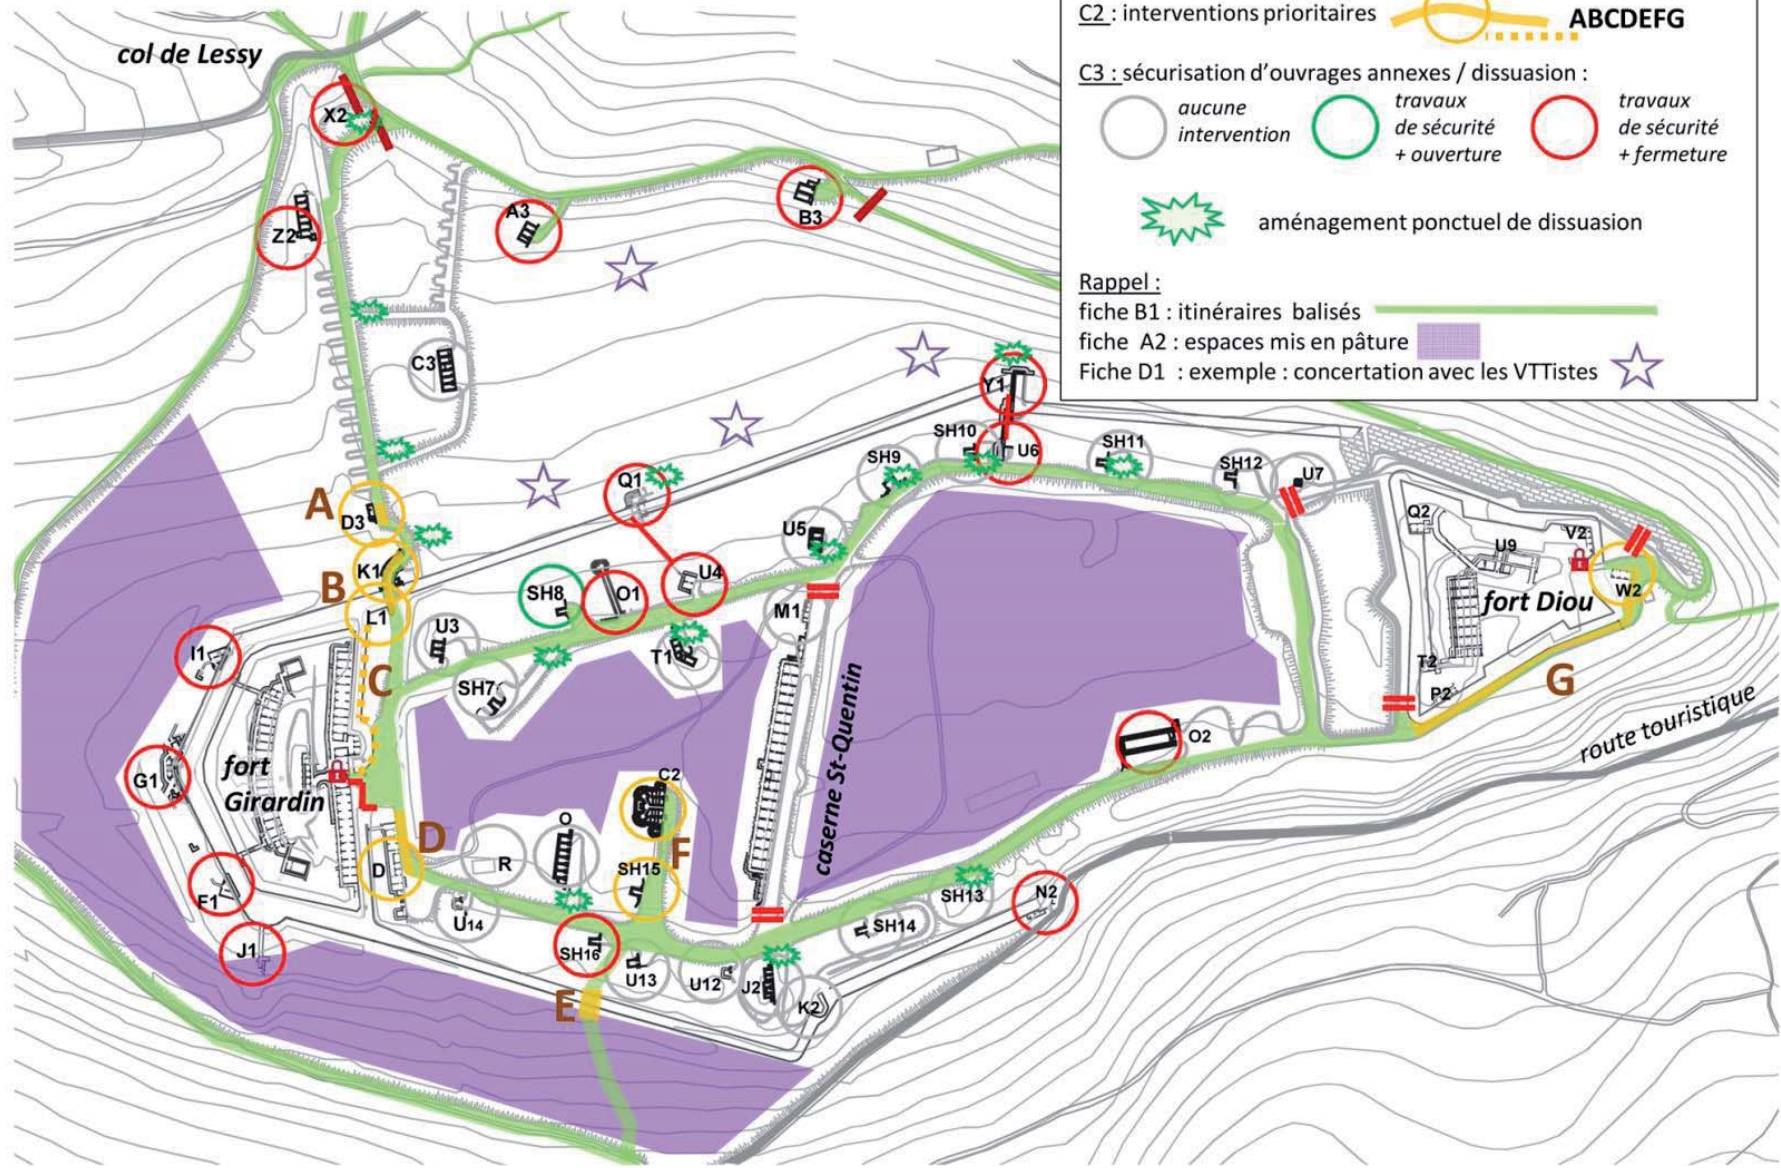 C2 : interventions prioritaires
ABCDEFG
C3 : sécurisation d'ouvrages annexes / dissuasion :
aucune
intervention
travaux
de sécurité
+ ouverture
travaux
de sécurité
+ fermeture
aménagement ponctuel de dissuasion
Rappel :
fiche B1 : itinéraires balisés
fiche A2 : espaces mis en pâture
Fiche D1 : exemple : concertation avec les VTTistes
col de Lessy
X2
Z2
A3
B3
C3
Y1
SH10
U6
SH11
SH9
SH12
U7
Q1
A
D3
U5
Q2
V2
U9
K1
B
SH8
O1
U4
W2
fort Diou
L1
M1
U3
I1
T1
T2
C
SH7
P2
G
caserne St-Quentin
route touristique
O2
fort
Girardin
G1
C2
O
D
F
R
D
SH15
F1
SH13
N2
U14
SH14
J1
SH16
U13
U12
J2
K2
E